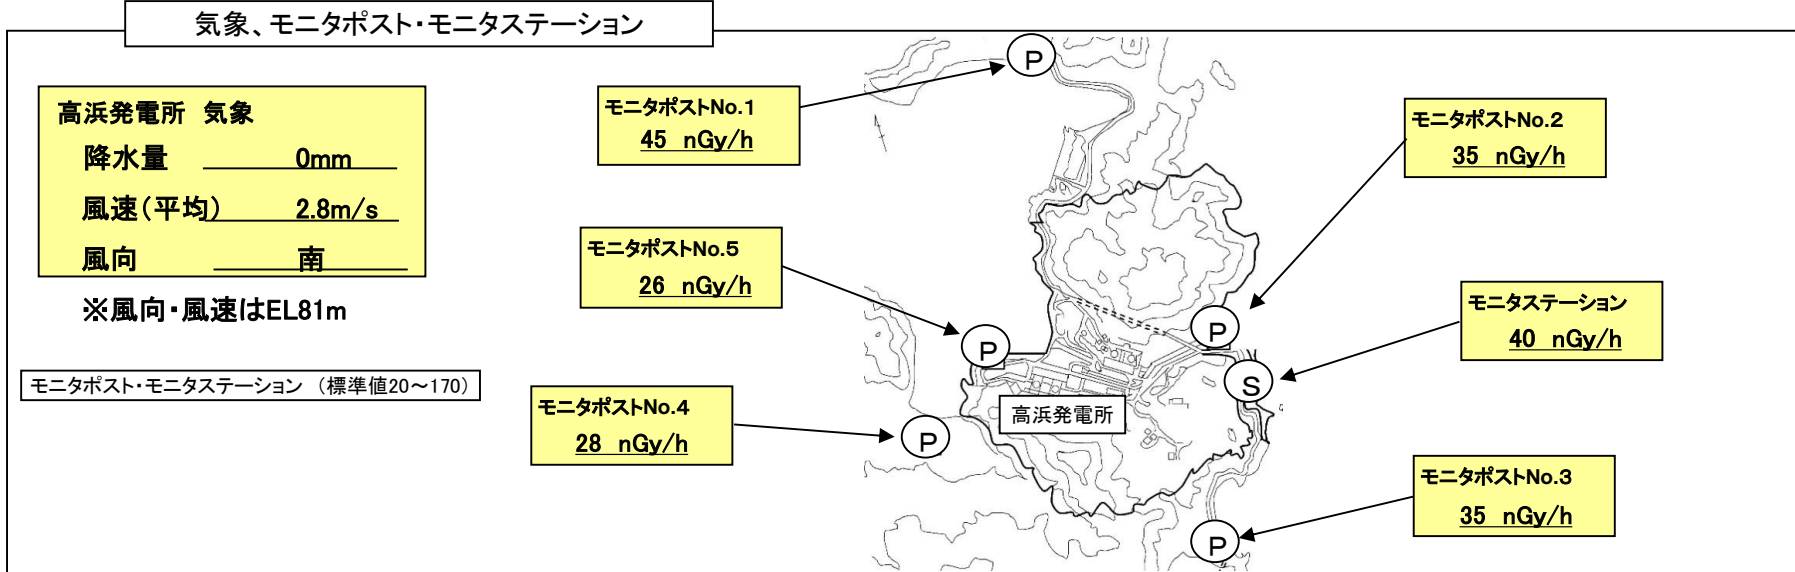 気象、モニタポスト・モニタステーション
高浜発電所 気象
降水量 0mm
風速(平均) 2.8m/s
風向 南
※風向・風速はEL81m
モニタポスト・モニタステーション (標準値20～170)
モニタポストNo.1
45 nGy/h
モニタポストNo.2
35 nGy/h
モニタポストNo.5
26 nGy/h
モニタステーション
40 nGy/h
モニタポストNo.4
28 nGy/h
モニタポストNo.3
35 nGy/h
P
P
P
S
P
P
高浜発電所